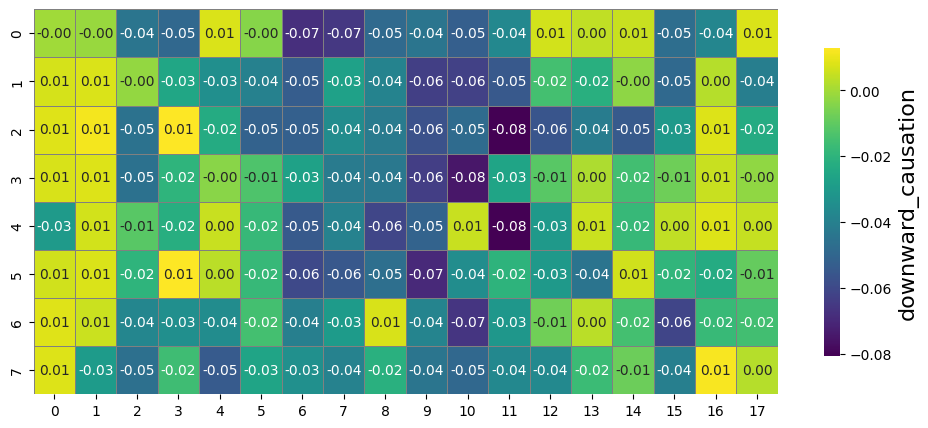 0 -0.00 -0.00 -0.04 -0.05 0.01 -0.00 -0.07 -0.07 -0.05 -0.04 -0.05 -0.04 0.01 0.00 0.01 -0.05 -0.04 0.01
1 0.01 0.01 -0.00 -0.03 -0.03 -0.04 -0.05 -0.03 -0.04 -0.06 -0.06 -0.05 -0.02 -0.02 -0.00 -0.05 0.00 -0.04
2 0.01 0.01 -0.05 0.01 -0.02 -0.05 -0.05 -0.04 -0.04 -0.06 -0.05 -0.08 -0.06 -0.04 -0.05 -0.03 0.01 -0.02
3 0.01 0.01 -0.05 -0.02 -0.00 -0.01 -0.03 -0.04 -0.04 -0.06 -0.08 -0.03 -0.01 0.00 -0.02 -0.01 0.01 -0.00
4 -0.03 0.01 -0.01 -0.02 0.00 -0.02 -0.05 -0.04 -0.06 -0.05 0.01 -0.08 -0.03 0.01 -0.02 0.00 0.01 0.00
5 0.01 0.01 -0.02 0.01 0.00 -0.02 -0.06 -0.06 -0.05 -0.07 -0.04 -0.02 -0.03 -0.04 0.01 -0.02 -0.02 -0.01
6 0.01 0.01 -0.04 -0.03 -0.04 -0.02 -0.04 -0.03 0.01 -0.04 -0.07 -0.03 -0.01 0.00 -0.02 -0.06 -0.02 -0.02
7 0.01 -0.03 -0.05 -0.02 -0.05 -0.03 -0.03 -0.04 -0.02 -0.04 -0.05 -0.04 -0.04 -0.02 -0.01 -0.04 0.01 0.00
0 1 2 3 4 5 6 7 8 9 10 11 12 13 14 15 16 17
0.00
−0.02
−0.04
−0.06
−0.08
downward_causation